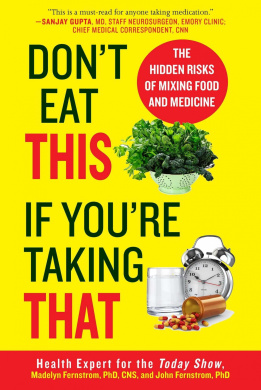 "This is a must-read for anyone taking medication."
—SANJAY GUPTA, MD, STAFF NEUROSURGEON, EMORY CLINIC;
CHIEF MEDICAL CORRESPONDENT, CNN
DON'T
EAT
THIS
IF YOU'RE
TAKING
THAT
THE
HIDDEN RISKS
OF MIXING FOOD
AND MEDICINE
Health Expert for the Today Show,
Madelyn Fernstrom, PhD, CNS, and John Fernstrom, PhD